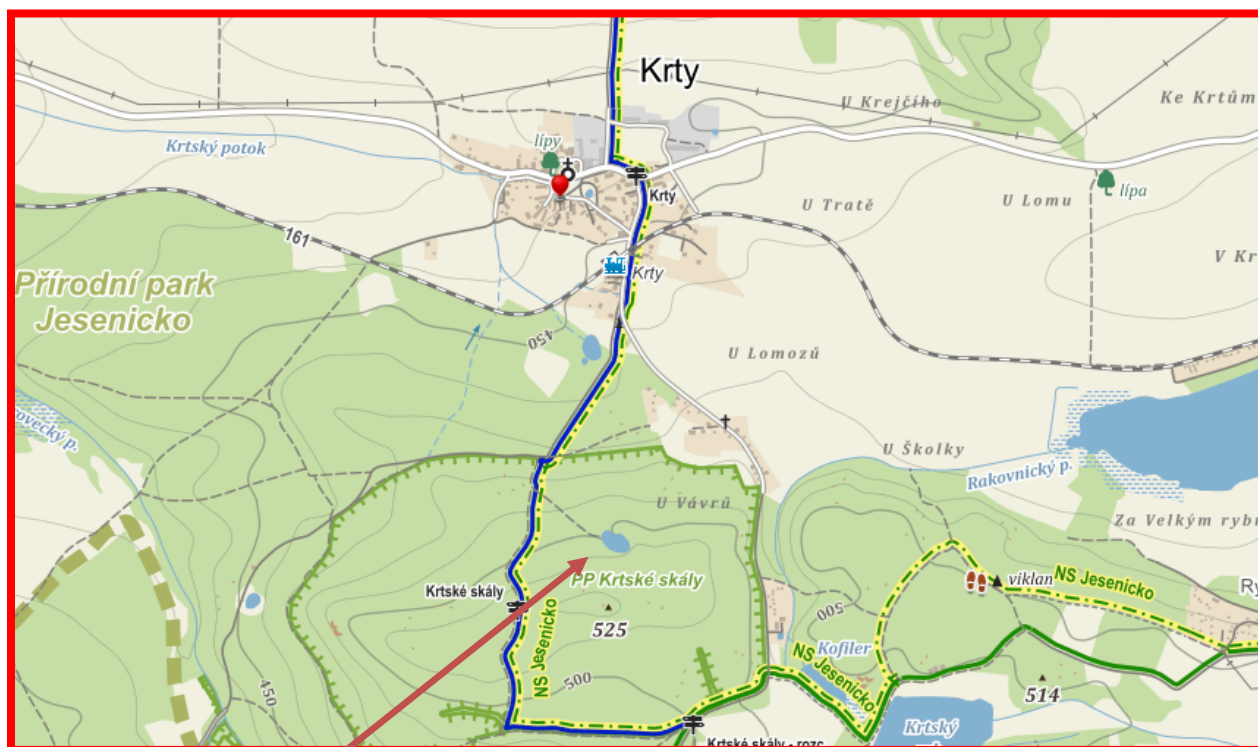 Krty
U Krejčího
Ke Krtům
lípy
Krtský potok
Krty
lípa
U Tratě
U Lomu
161
V Kr
Krty
Přírodní park
Jesenicko
450
U Lomozů
ovecký p.
U Školky
Rakovnický p.
U Vávrů
Za Velkým rybn
PP Krtské skály
viklan
NS Jesenicko
Ry
Krtské skály
500
525
NS Jesenicko
Kofiler
NS Jesenicko
500
450
514
Krtský
Krtské skály - rozc